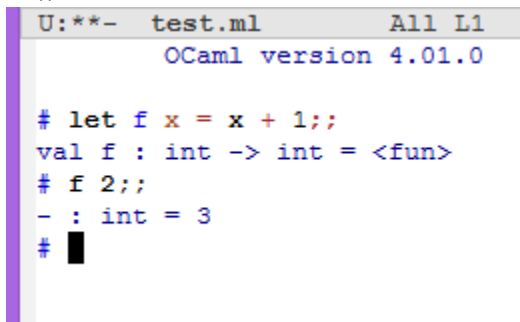 U:**-  test.ml        All L1
OCaml version 4.01.0
# let f x = x + 1;;
val f : int -> int = <fun>
# f 2;;
- : int = 3
#